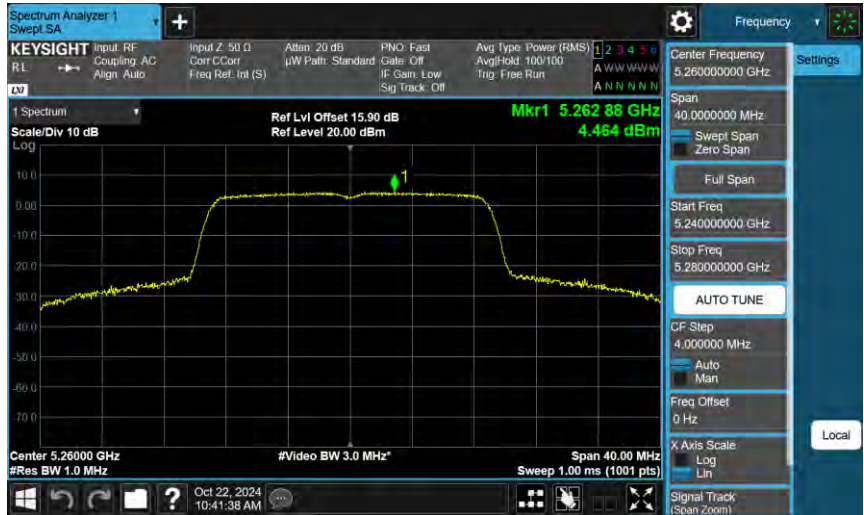 Spectrum Analyzer 1
Swept SA
Frequency
KEYSIGHT
RL
LXI
Input: RF
Coupling: AC
Align: Auto
Input Z: 50 Ω
Corr CCorr
Freq Ref: Int (S)
Atten: 20 dB
µW Path: Standard
PNO: Fast
Gate: Off
IF Gain: Low
Sig Track: Off
Avg Type: Power (RMS)
Avg|Hold: 100/100
Trig: Free Run
1 2 3 4 5 6
A W W W W W
A N N N N N
1 Spectrum
Scale/Div 10 dB
Log
Ref Lvl Offset 15.90 dB
Ref Level 20.00 dBm
Mkr1 5.262 88 GHz
4.464 dBm
1
10.0
0.00
-10.0
-20.0
-30.0
-40.0
-50.0
-60.0
-70.0
Center 5.26000 GHz
#Res BW 1.0 MHz
#Video BW 3.0 MHz*
Span 40.00 MHz
Sweep 1.00 ms (1001 pts)
Oct 22, 2024
10:41:38 AM
Center Frequency
5.260000000 GHz
Span
40.0000000 MHz
Swept Span
Zero Span
Full Span
Start Freq
5.240000000 GHz
Stop Freq
5.280000000 GHz
AUTO TUNE
CF Step
4.000000 MHz
Auto
Man
Freq Offset
0 Hz
X Axis Scale
Log
Lin
Signal Track
(Span Zoom)
Settings
Local